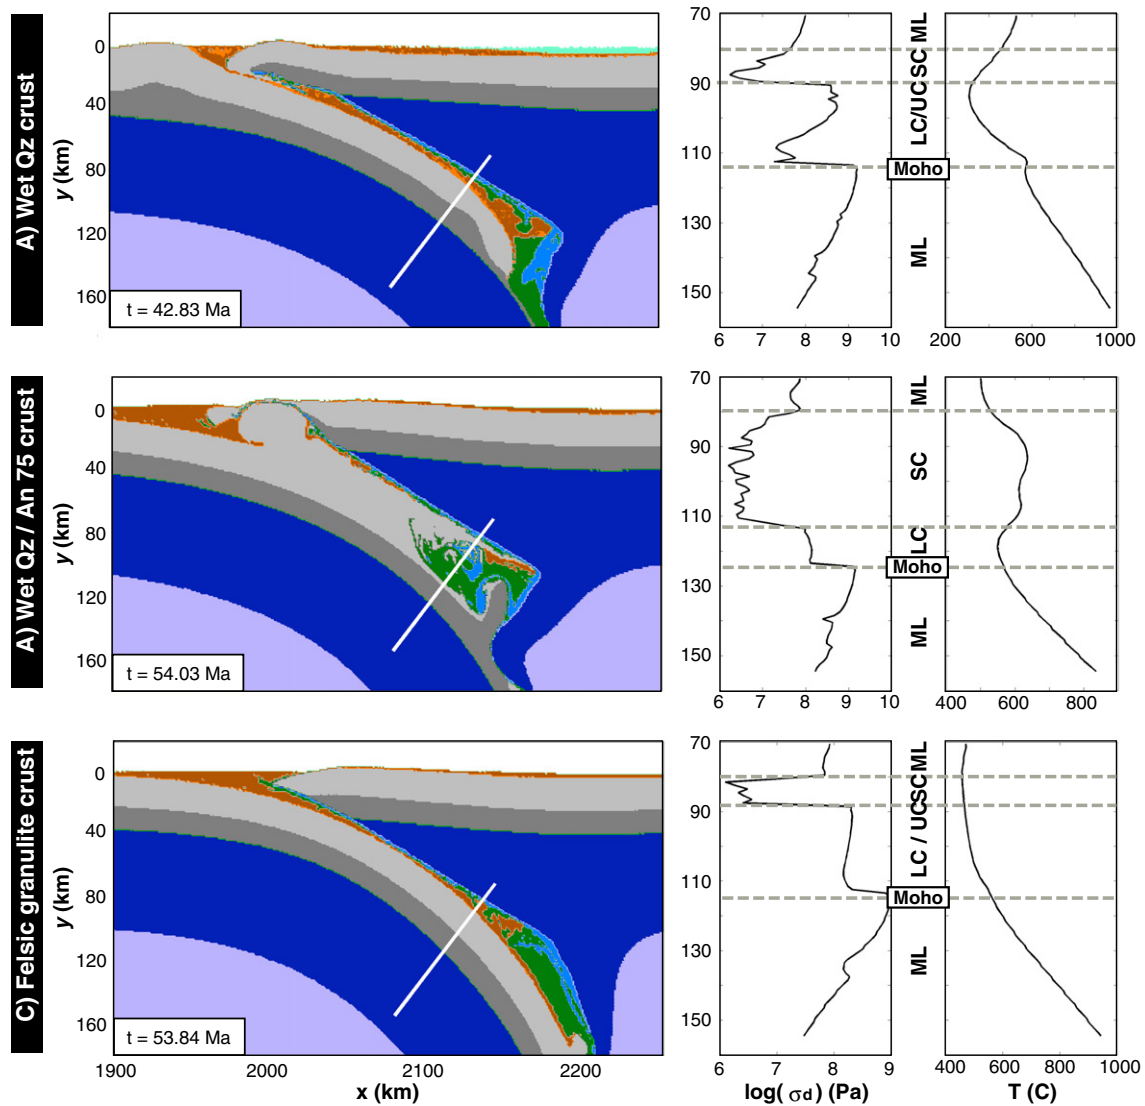 A) Wet Qz crust
y (km)
0
40
80
120
160
t = 42.83 Ma
70
90
110
130
150
6
7
8
9
10
ML
SC
LC/UC
Moho
ML
200
600
1000
A) Wet Qz / An 75 crust
y (km)
0
40
80
120
160
t = 54.03 Ma
70
90
110
130
150
6
7
8
9
10
ML
SC
LC
Moho
ML
400
600
800
C) Felsic granulite crust
y (km)
0
40
80
120
160
t = 53.84 Ma
1900
2000
2100
2200
x (km)
70
90
110
130
150
6
7
8
9
log( σd) (Pa)
ML
SC
LC / UC
Moho
ML
400
600
800
1000
T (C)